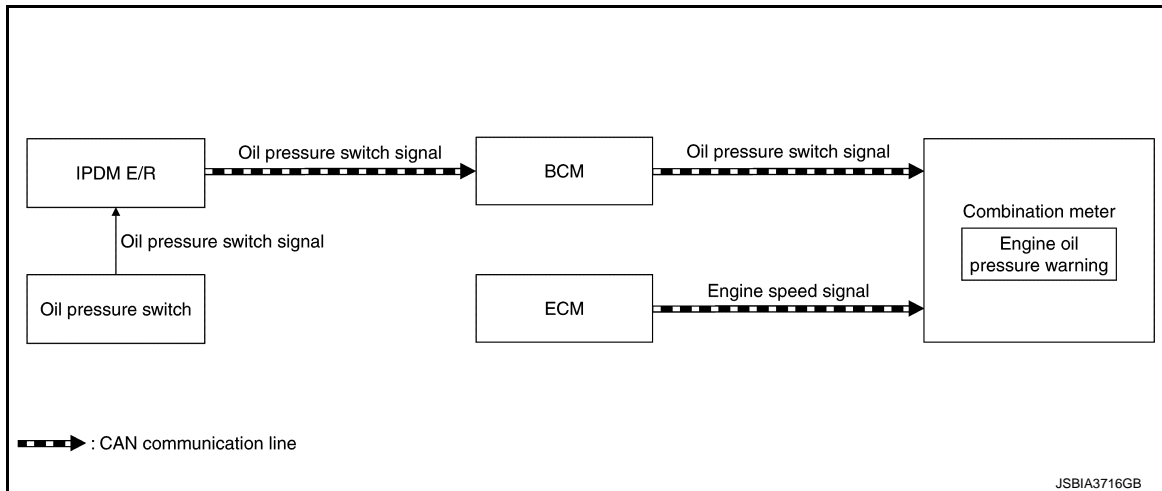 Oil pressure switch signal
Oil pressure switch signal
IPDM E/R
BCM
Combination meter
Engine oil
pressure warning
Oil pressure switch signal
Oil pressure switch
ECM
Engine speed signal
: CAN communication line
JSBIA3716GB